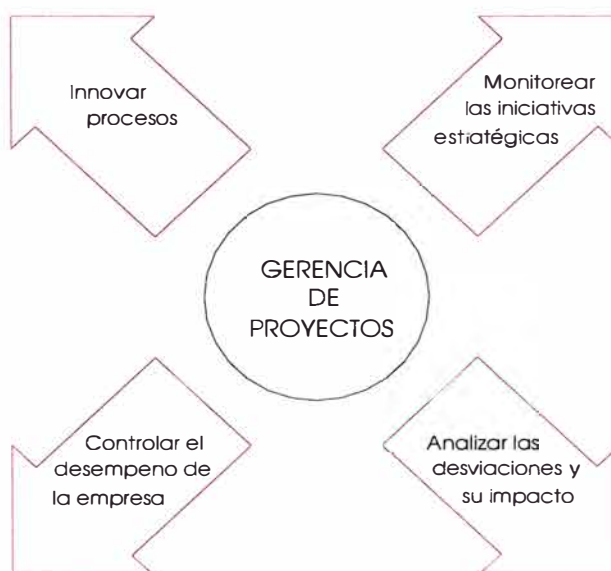 Innovar
procesos
Monitorear
las iniciativas
estratégicas
GERENCIA
DE
PROYECTOS
Controlar el
desempeno de
la empresa
Analizar las
desviaciones y
su impacto